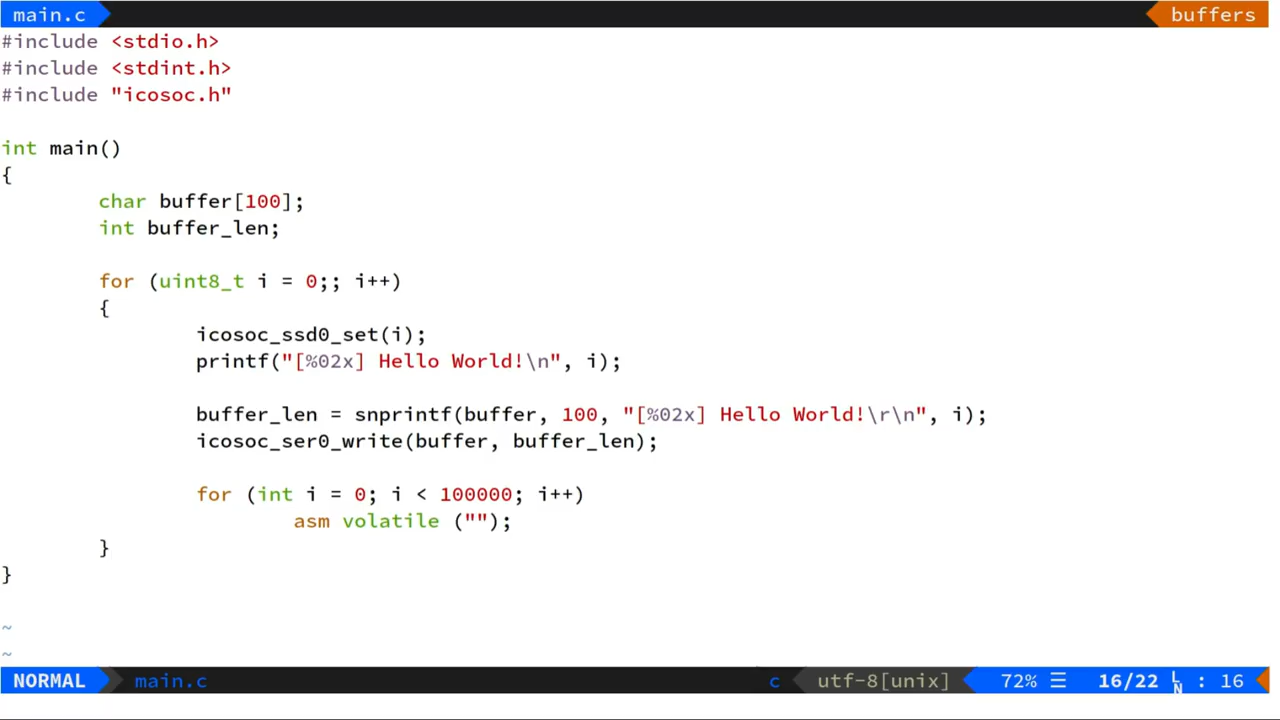 main.c buffers
#include <stdio.h>
#include <stdint.h>
#include "icosoc.h"
int main()
{
char buffer[100];
int buffer_len;
for (uint8_t i = 0;; i++)
{
icosoc_ssd0_set(i);
printf("[%02x] Hello World!\n", i);
buffer_len = snprintf(buffer, 100, "[%02x] Hello World!\r\n", i);
icosoc_ser0_write(buffer, buffer_len);
for (int i = 0; i < 100000; i++)
asm volatile ("");
}
}
~
~
NORMAL main.c c utf-8[unix] 72% ☰ 16/22 LN : 16